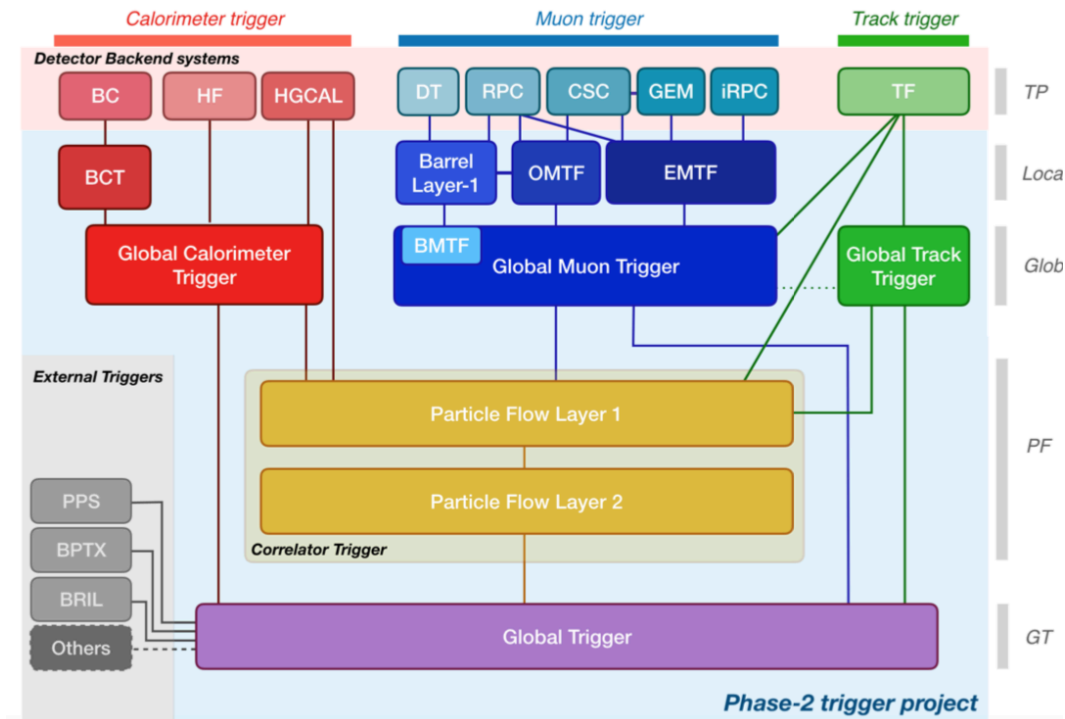 Calorimeter trigger
Muon trigger
Track trigger
Detector Backend systems
BC
HF
HGCAL
DT
RPC
CSC
GEM
iRPC
TF
TP
BCT
Barrel
Layer-1
OMTF
EMTF
Loca
Global Calorimeter
Trigger
BMTF
Global Muon Trigger
Global Track
Trigger
Glob
External Triggers
Particle Flow Layer 1
PF
Particle Flow Layer 2
Correlator Trigger
PPS
BPTX
BRIL
Others
Global Trigger
GT
Phase-2 trigger project